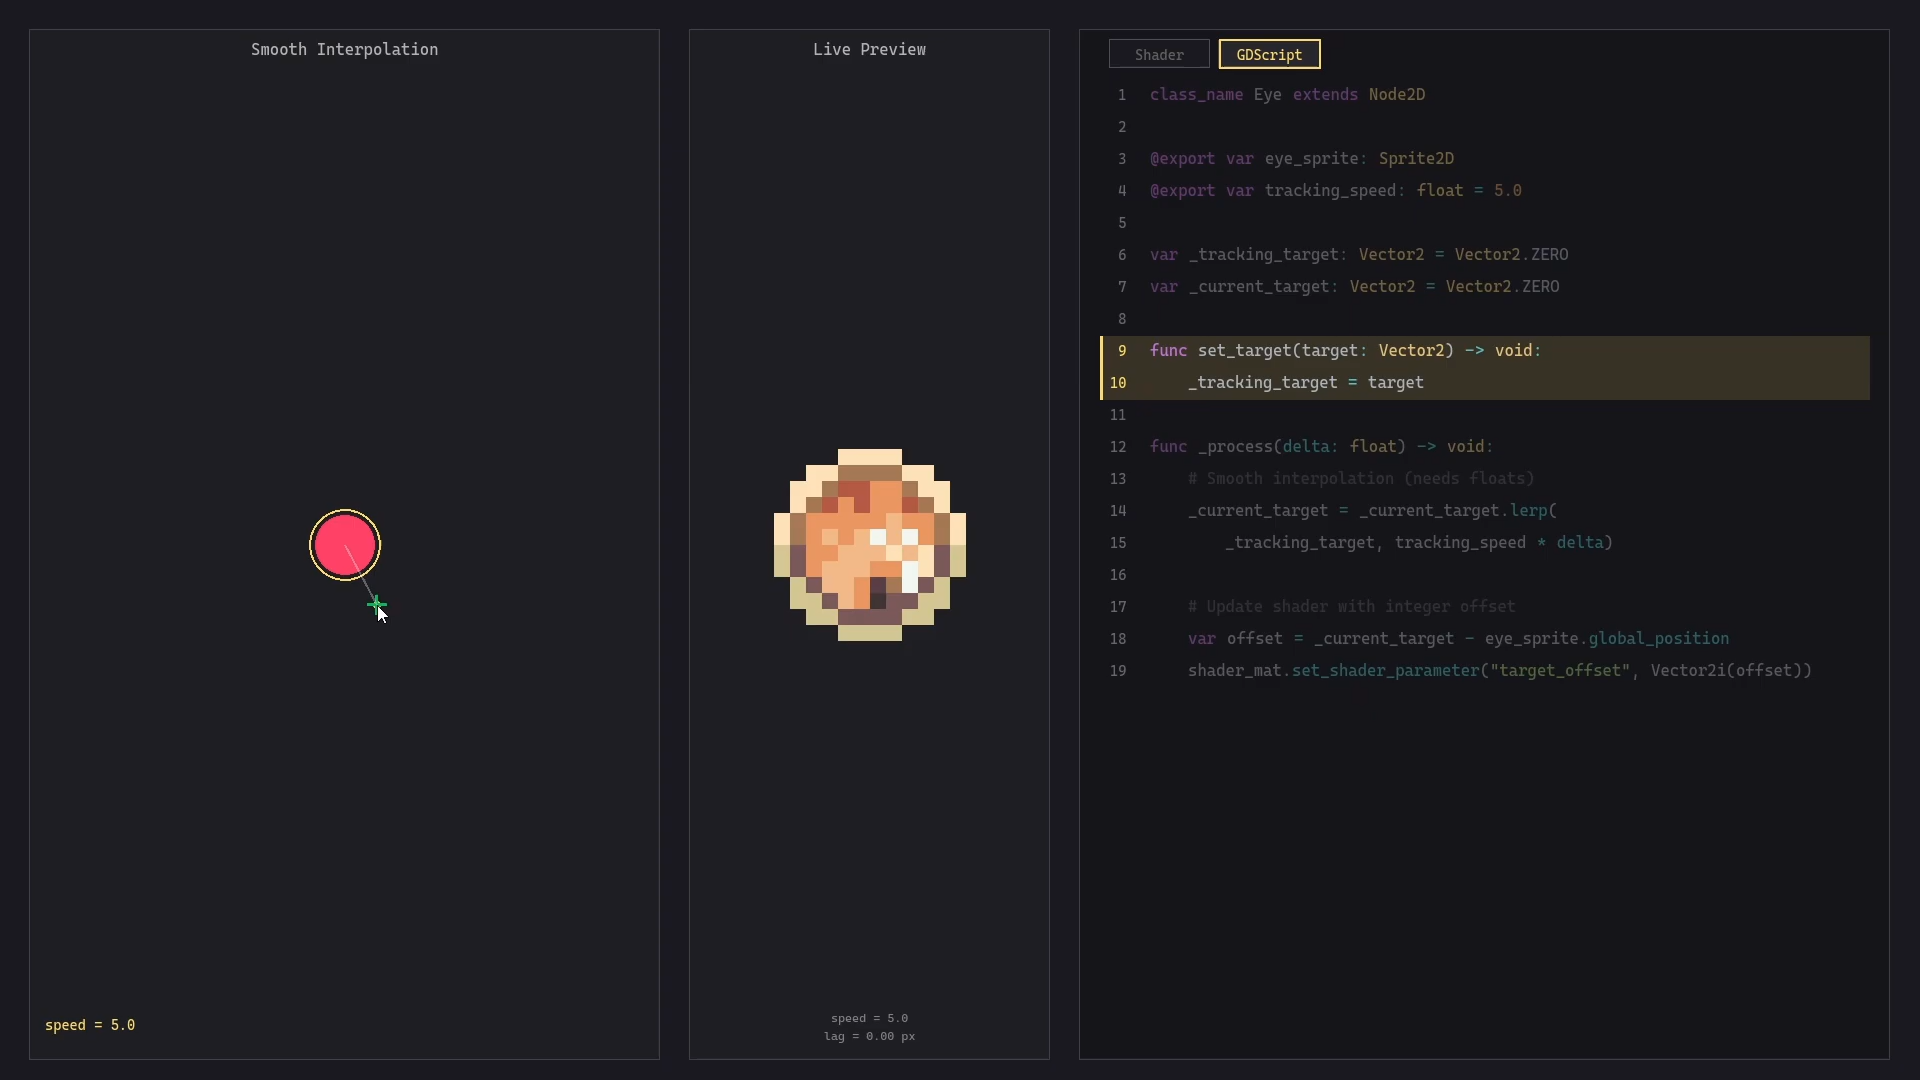 Smooth Interpolation
speed = 5.0
Live Preview
speed = 5.0
lag = 0.00 px
Shader
GDScript
1 class_name Eye extends Node2D
2
3 @export var eye_sprite: Sprite2D
4 @export var tracking_speed: float = 5.0
5
6 var _tracking_target: Vector2 = Vector2.ZERO
7 var _current_target: Vector2 = Vector2.ZERO
8
9 func set_target(target: Vector2) -> void:
10 _tracking_target = target
11
12 func _process(delta: float) -> void:
13 # Smooth interpolation (needs floats)
14 _current_target = _current_target.lerp(
15 _tracking_target, tracking_speed * delta)
16
17 # Update shader with integer offset
18 var offset = _current_target - eye_sprite.global_position
19 shader_mat.set_shader_parameter("target_offset", Vector2i(offset))